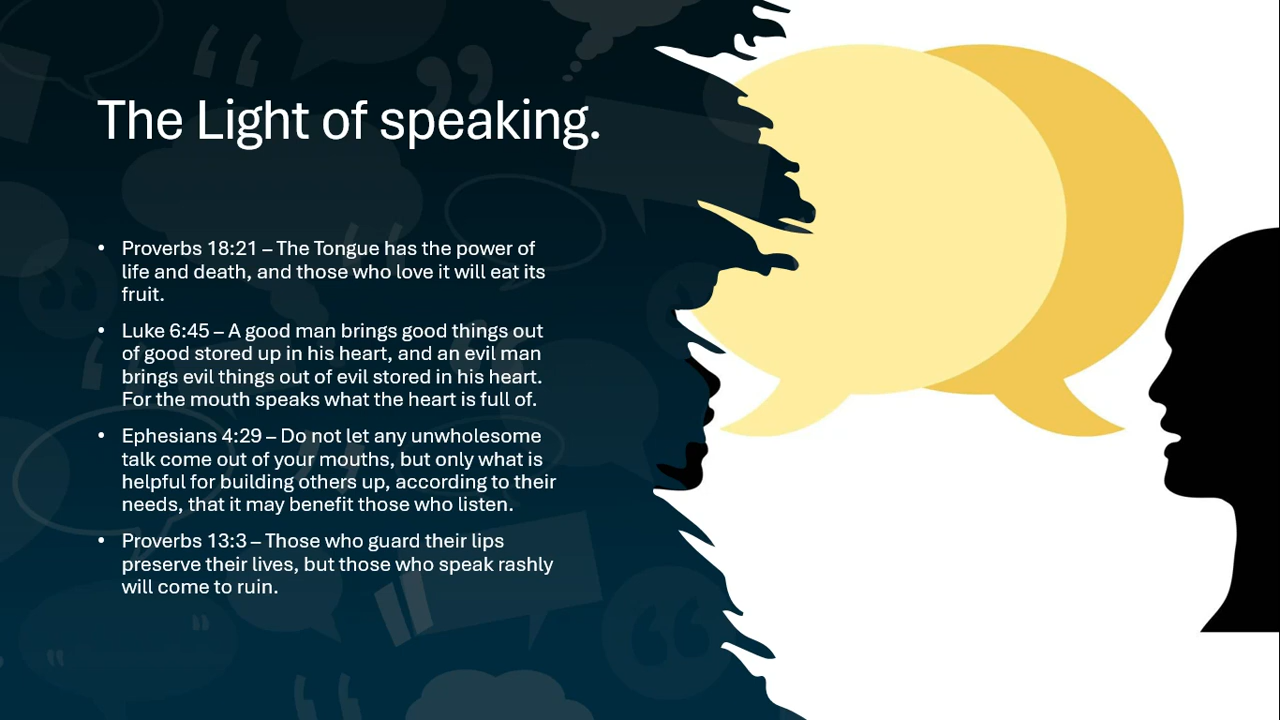 The Light of speaking.
• Proverbs 18:21 – The Tongue has the power of
life and death, and those who love it will eat its
fruit.
• Luke 6:45 – A good man brings good things out
of good stored up in his heart, and an evil man
brings evil things out of evil stored in his heart.
For the mouth speaks what the heart is full of.
• Ephesians 4:29 – Do not let any unwholesome
talk come out of your mouths, but only what is
helpful for building others up, according to their
needs, that it may benefit those who listen.
• Proverbs 13:3 – Those who guard their lips
preserve their lives, but those who speak rashly
will come to ruin.